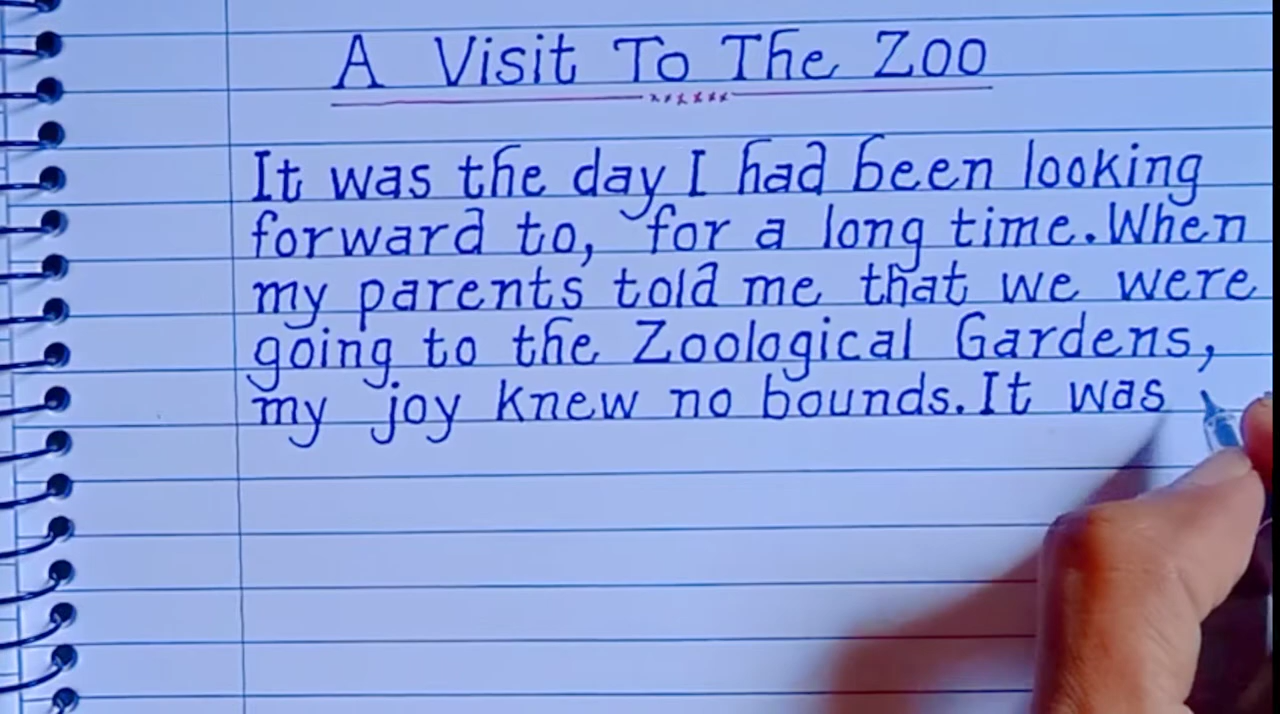 A Visit To The Zoo
It was the day I had been looking
forward to, for a long time. When
my parents told me that we were
going to the Zoological Gardens,
my joy knew no bounds. It was